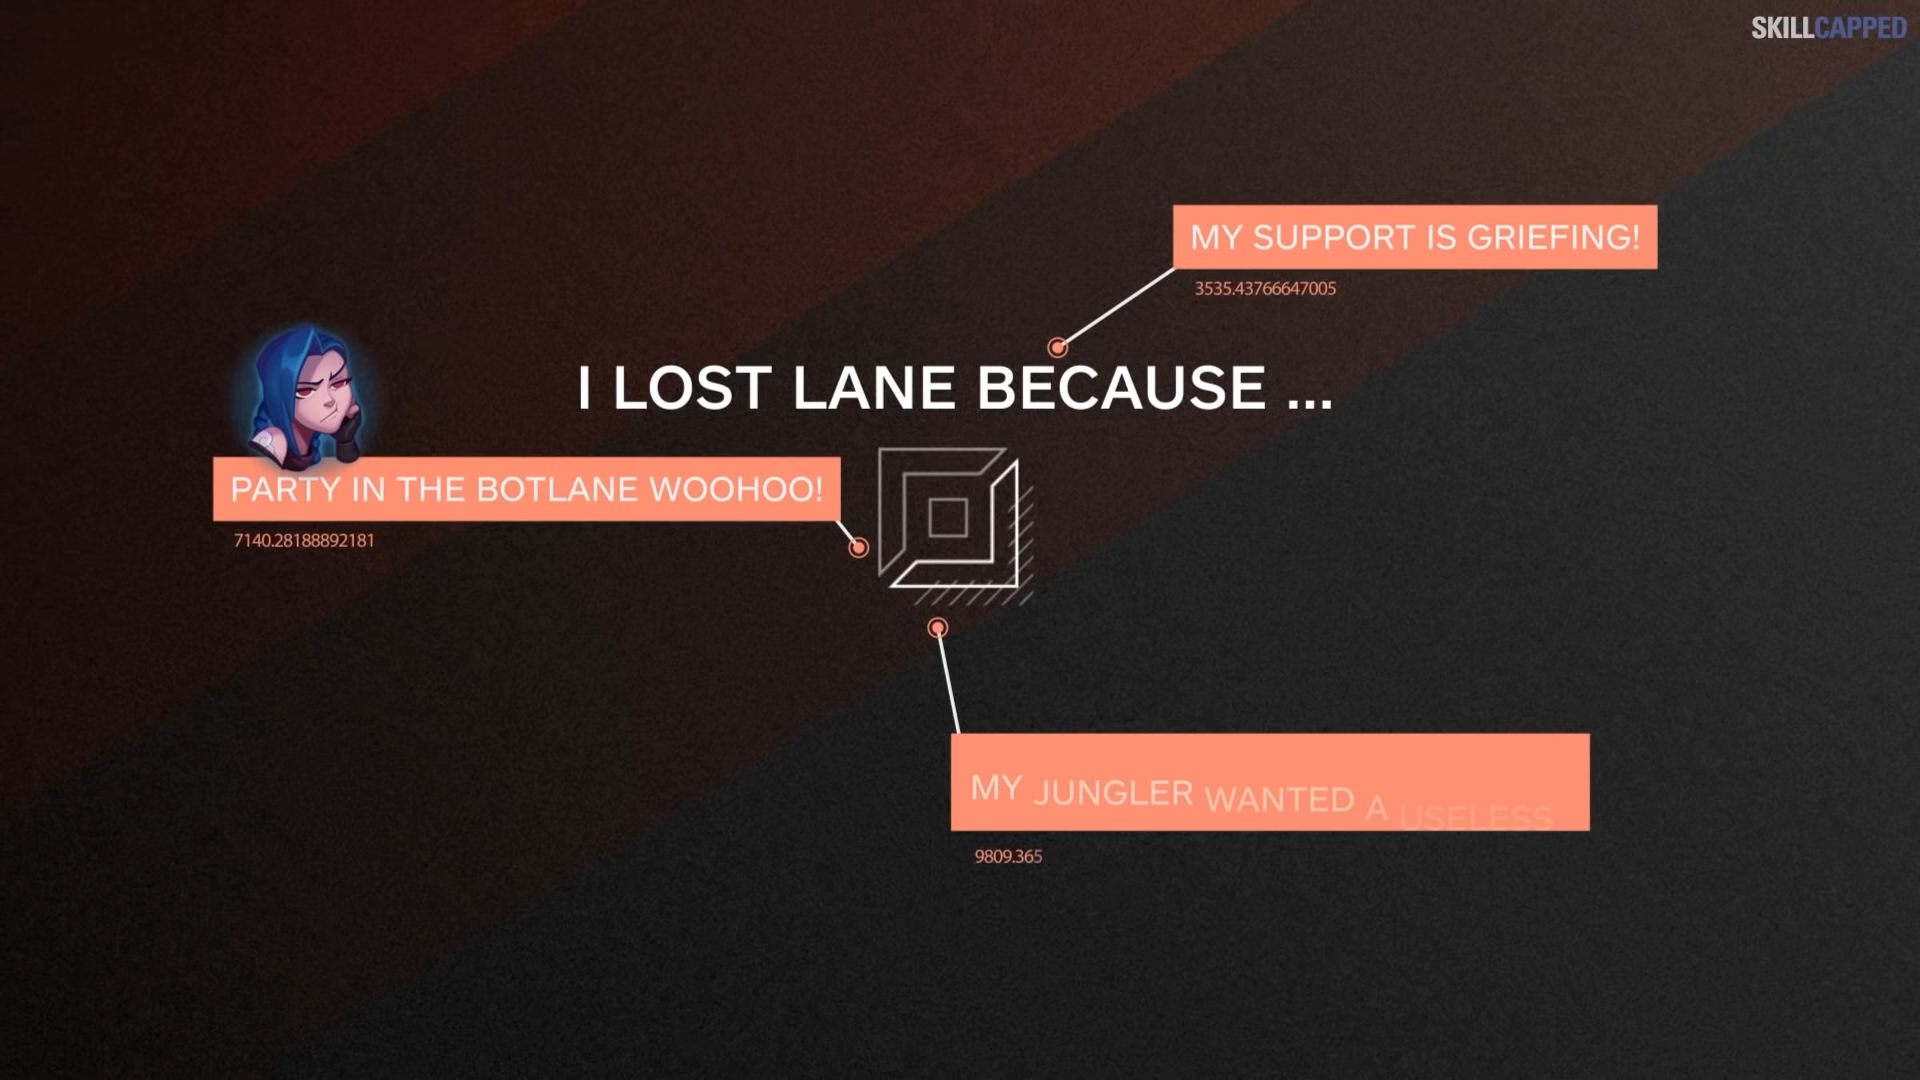 SKILLCAPPED
MY SUPPORT IS GRIEFING!
3535.43766647005
I LOST LANE BECAUSE ...
PARTY IN THE BOTLANE WOOHOO!
7140.28188892181
MY JUNGLER WANTED A USELESS
9809.365